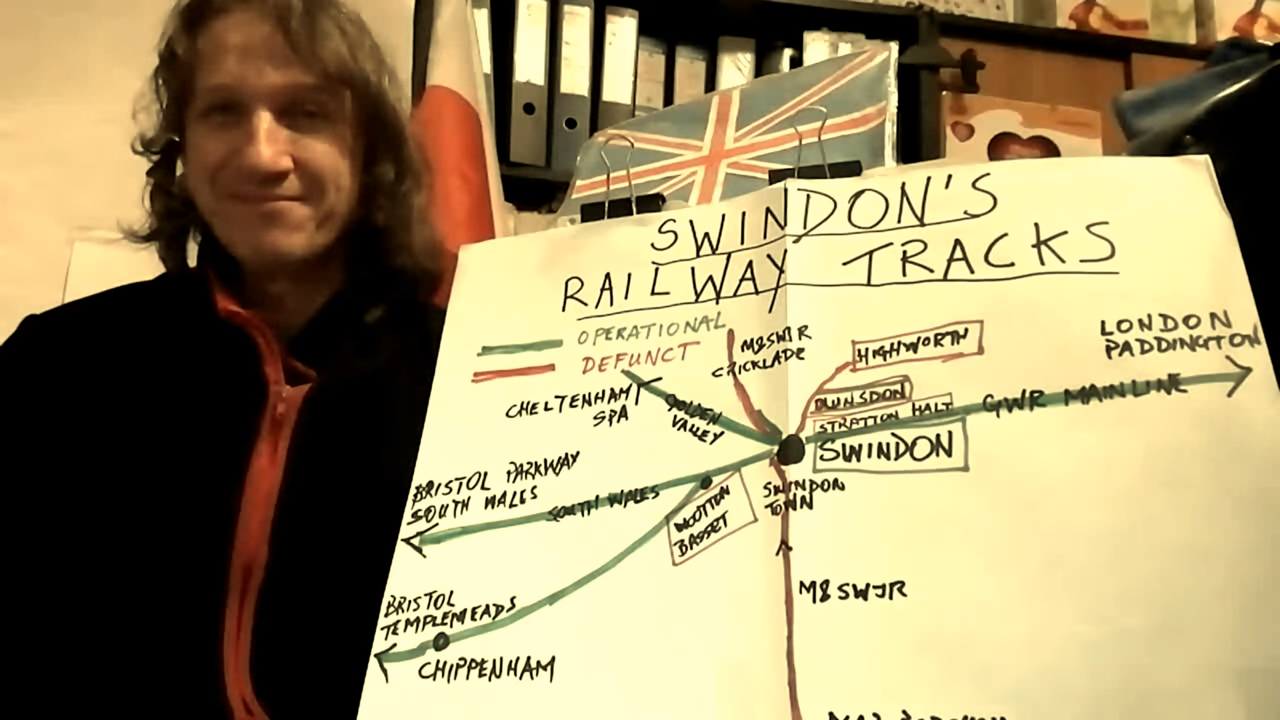 SWINDON'S
RAILWAY TRACKS
OPERATIONAL
DEFUNCT
M&SWJR
CRICKLADE
HIGHWORTH
LONDON
PADDINGTON
CHELTENHAM
SPA
GOLDEN
VALLEY
DUNSDON
STRATTON HALT
GWR MAINLINE
SWINDON
BRISTOL PARKWAY
SOUTH WALES
SOUTH WALES
WOOTTON
BASSET
SWINDON
TOWN
M&SWJR
BRISTOL
TEMPLEMEADS
CHIPPENHAM